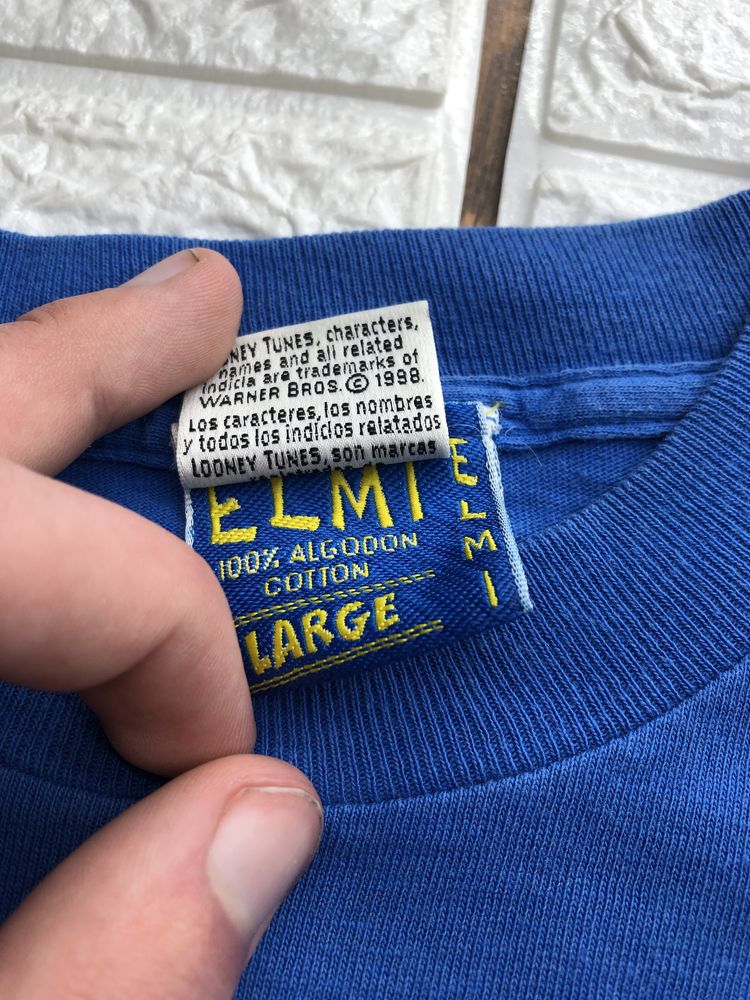 TUNES, characters,
names and all related
indicia are trademarks of
WARNER BROS. © 1998.
Los caracteres, los nombres
y todos los indicios relatados
LOONEY TUNES, son marcas
ELMI
100% ALGODON
COTTON
LARGE
ELMI